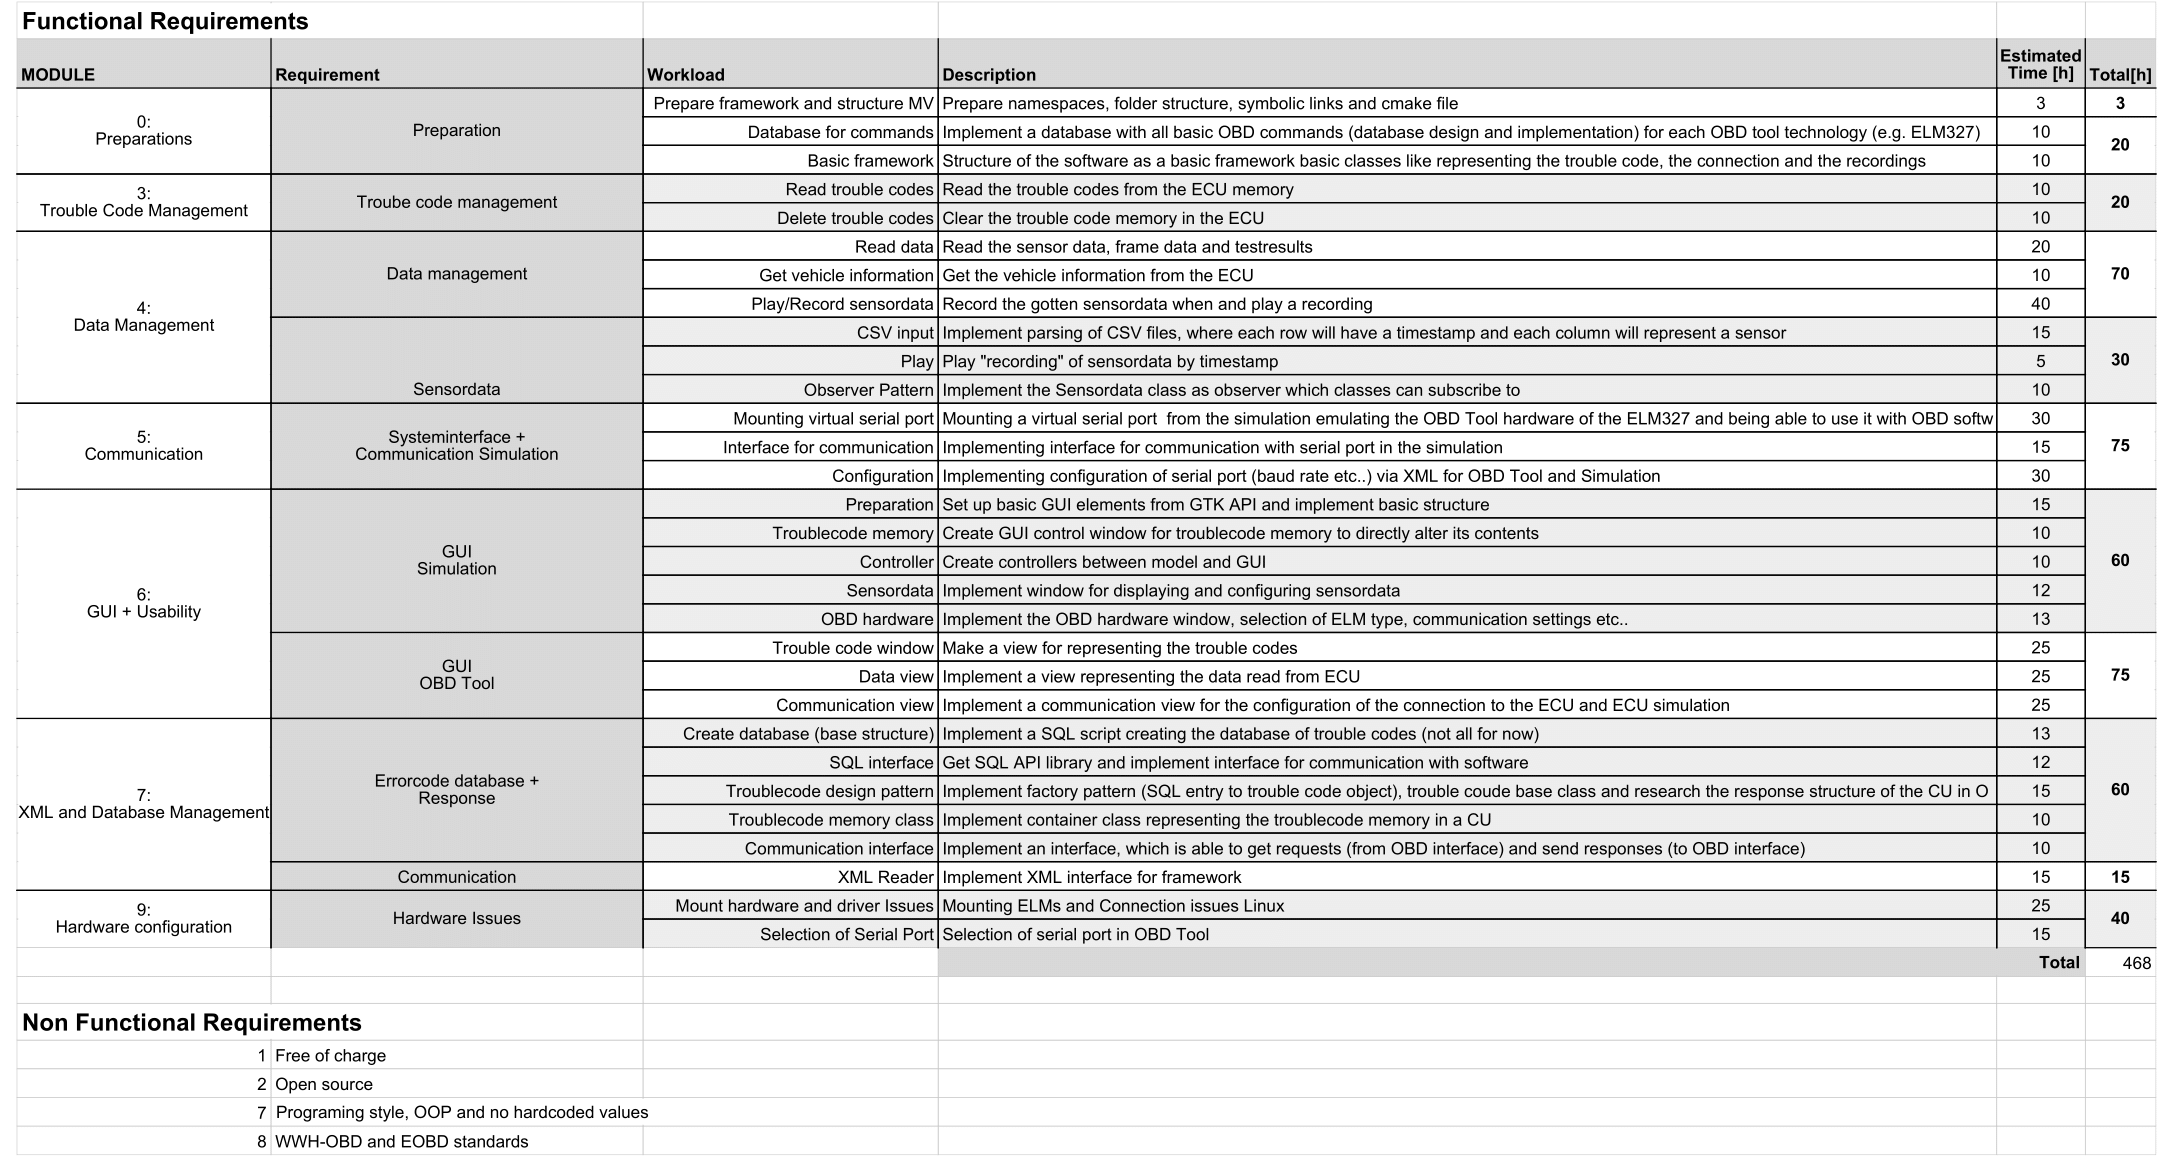 Functional Requirements
MODULE Requirement Workload Description Estimated Time [h] Total[h]
0:
Preparations
Preparation
Prepare framework and structure MV Prepare namespaces, folder structure, symbolic links and cmake file 3 3
Database for commands Implement a database with all basic OBD commands (database design and implementation) for each OBD tool technology (e.g. ELM327) 10
20
Basic framework Structure of the software as a basic framework basic classes like representing the trouble code, the connection and the recordings 10
3:
Trouble Code Management
Troube code management
Read trouble codes Read the trouble codes from the ECU memory 10
20
Delete trouble codes Clear the trouble code memory in the ECU 10
4:
Data Management
Data management
Read data Read the sensor data, frame data and testresults 20
Get vehicle information Get the vehicle information from the ECU 10
70
Play/Record sensordata Record the gotten sensordata when and play a recording 40
Sensordata
CSV input Implement parsing of CSV files, where each row will have a timestamp and each column will represent a sensor 15
Play Play "recording" of sensordata by timestamp 5
30
Observer Pattern Implement the Sensordata class as observer which classes can subscribe to 10
5:
Communication
Systeminterface +
Communication Simulation
Mounting virtual serial port Mounting a virtual serial port from the simulation emulating the OBD Tool hardware of the ELM327 and being able to use it with OBD softw 30
Interface for communication Implementing interface for communication with serial port in the simulation 15
75
Configuration Implementing configuration of serial port (baud rate etc..) via XML for OBD Tool and Simulation 30
6:
GUI + Usability
GUI
Simulation
Preparation Set up basic GUI elements from GTK API and implement basic structure 15
Troublecode memory Create GUI control window for troublecode memory to directly alter its contents 10
Controller Create controllers between model and GUI 10
60
Sensordata Implement window for displaying and configuring sensordata 12
OBD hardware Implement the OBD hardware window, selection of ELM type, communication settings etc.. 13
GUI
OBD Tool
Trouble code window Make a view for representing the trouble codes 25
Data view Implement a view representing the data read from ECU 25
75
Communication view Implement a communication view for the configuration of the connection to the ECU and ECU simulation 25
7:
XML and Database Management
Errorcode database +
Response
Create database (base structure) Implement a SQL script creating the database of trouble codes (not all for now) 13
SQL interface Get SQL API library and implement interface for communication with software 12
Troublecode design pattern Implement factory pattern (SQL entry to trouble code object), trouble coude base class and research the response structure of the CU in O 15
60
Troublecode memory class Implement container class representing the troublecode memory in a CU 10
Communication interface Implement an interface, which is able to get requests (from OBD interface) and send responses (to OBD interface) 10
Communication XML Reader Implement XML interface for framework 15 15
9:
Hardware configuration
Hardware Issues
Mount hardware and driver Issues Mounting ELMs and Connection issues Linux 25
40
Selection of Serial Port Selection of serial port in OBD Tool 15
Total 468
Non Functional Requirements
1 Free of charge
2 Open source
7 Programing style, OOP and no hardcoded values
8 WWH-OBD and EOBD standards